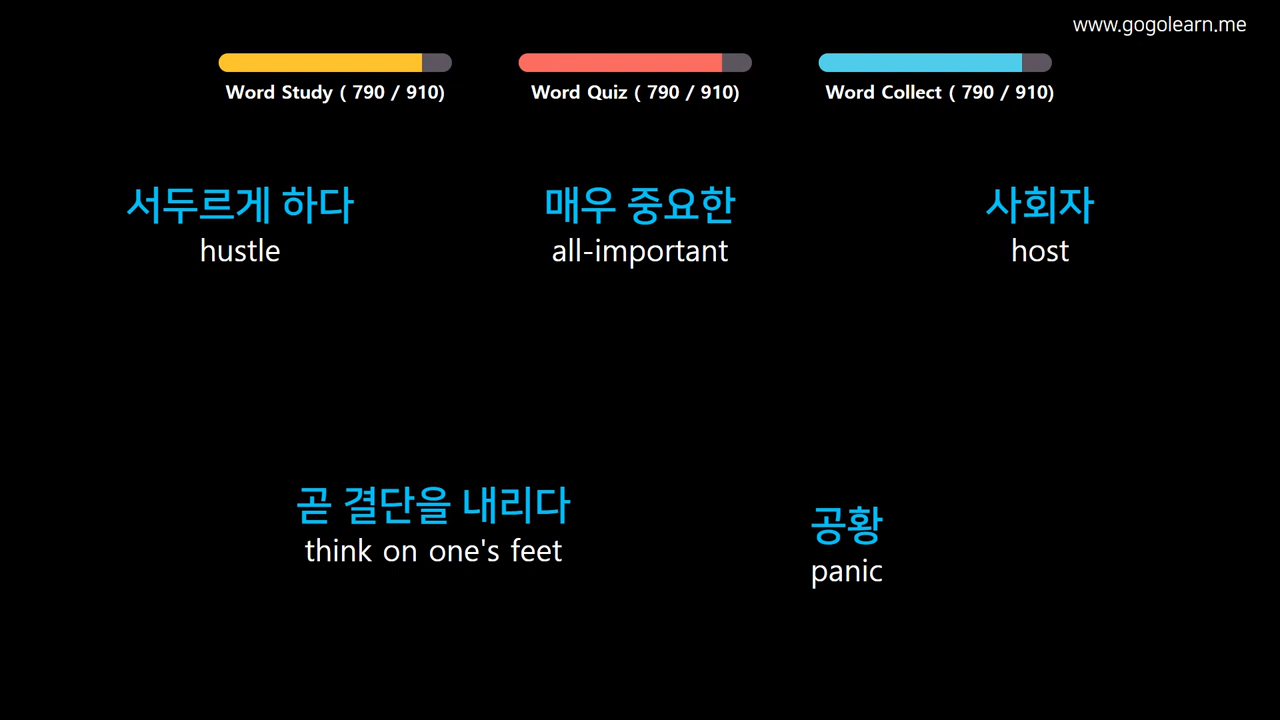 www.gogolearn.me
Word Study ( 790 / 910)
Word Quiz ( 790 / 910)
Word Collect ( 790 / 910)
서두르게 하다
hustle
매우 중요한
all-important
사회자
host
곧 결단을 내리다
think on one's feet
공황
panic